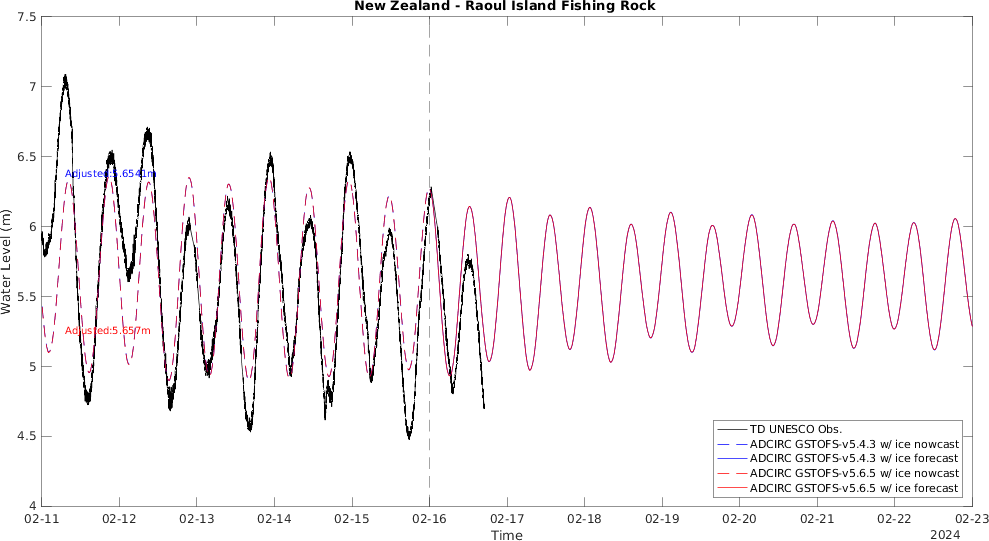 New Zealand - Raoul Island Fishing Rock
Water Level (m)
7.5
7
6.5
6
5.5
5
4.5
4
Adjusted:5.6541m
Adjusted:5.657m
TD UNESCO Obs.
ADCIRC GSTOFS-v5.4.3 w/ ice nowcast
ADCIRC GSTOFS-v5.4.3 w/ ice forecast
ADCIRC GSTOFS-v5.6.5 w/ ice nowcast
ADCIRC GSTOFS-v5.6.5 w/ ice forecast
02-11 02-12 02-13 02-14 02-15 02-16 02-17 02-18 02-19 02-20 02-21 02-22 02-23
Time
2024